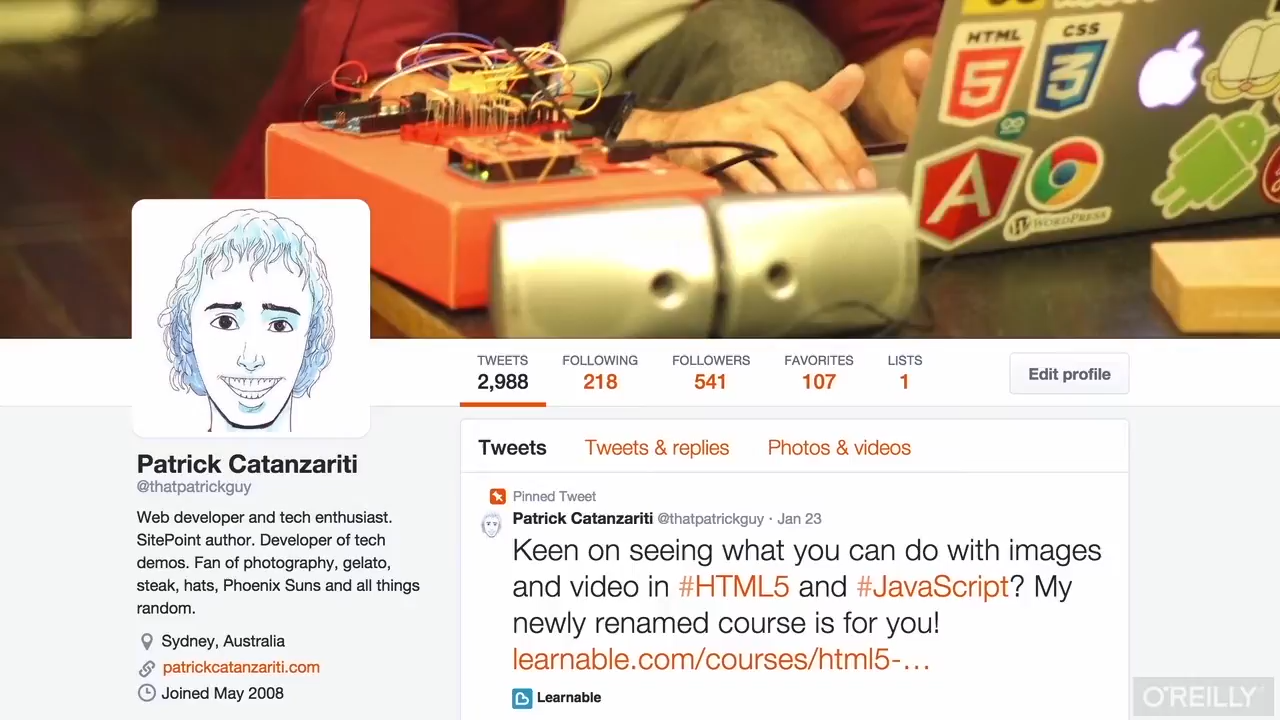 HTML
5
CSS
3
A
WORDPRESS
TWEETS
2,988
FOLLOWING
218
FOLLOWERS
541
FAVORITES
107
LISTS
1
Edit profile
Patrick Catanzariti
@thatpatrickguy
Web developer and tech enthusiast.
SitePoint author. Developer of tech
demos. Fan of photography, gelato,
steak, hats, Phoenix Suns and all things
random.
Sydney, Australia
patrickcatanzariti.com
Joined May 2008
Tweets
Tweets & replies
Photos & videos
Pinned Tweet
Patrick Catanzariti @thatpatrickguy · Jan 23
Keen on seeing what you can do with images
and video in #HTML5 and #JavaScript? My
newly renamed course is for you!
learnable.com/courses/html5-…
Learnable
O'REILLY